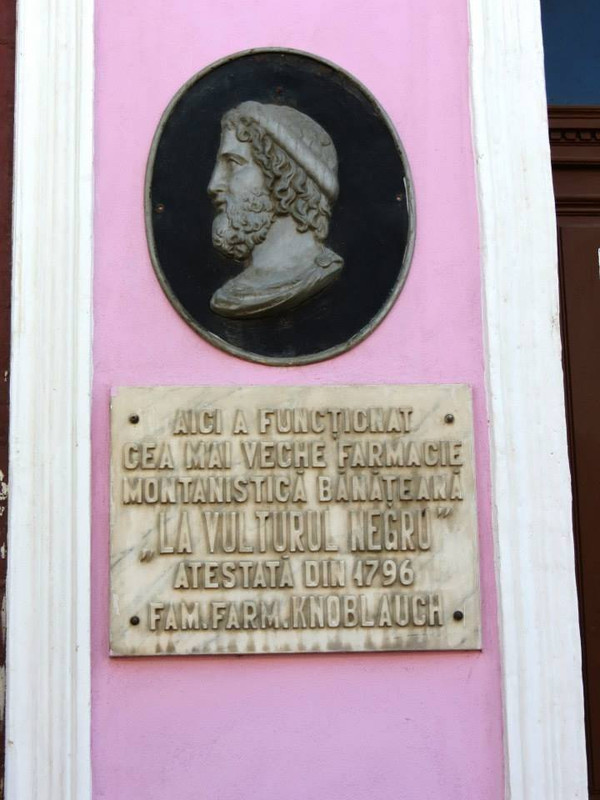 AICI A FUNCȚIONAT
CEA MAI VECHE FARMACIE
MONTANISTICĂ BĂNĂȚEANĂ
„LA VULTURUL NEGRU”
ATESTATĂ DIN 1796
FAM. FARM. KNOBLAUCH